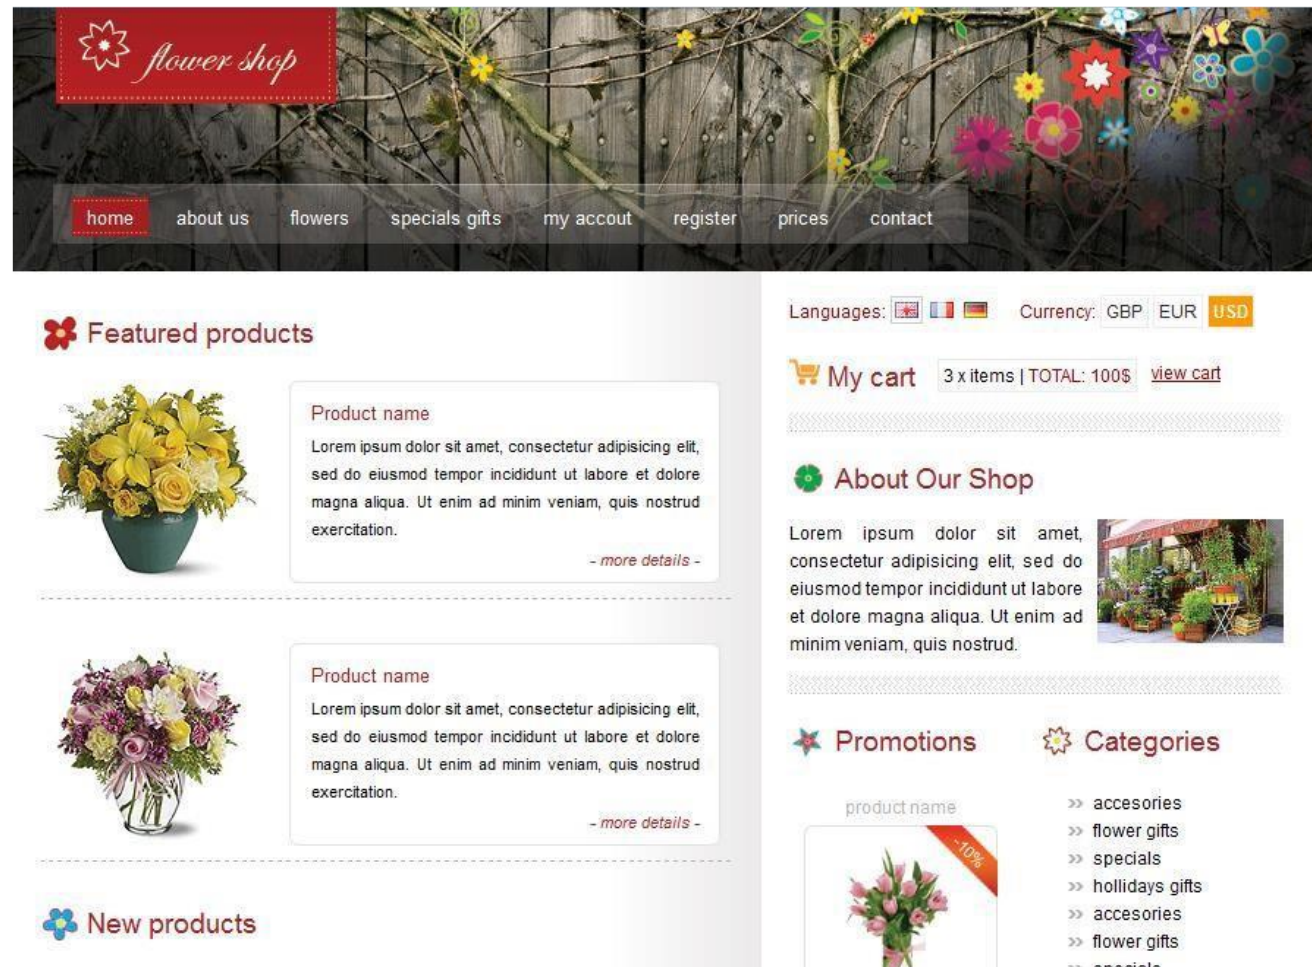 flower shop
home about us flowers specials gifts my accout register prices contact
Featured products
Product name
Lorem ipsum dolor sit amet, consectetur adipisicing elit,
sed do eiusmod tempor incididunt ut labore et dolore
magna aliqua. Ut enim ad minim veniam, quis nostrud
exercitation.
- more details -
Product name
Lorem ipsum dolor sit amet, consectetur adipisicing elit,
sed do eiusmod tempor incididunt ut labore et dolore
magna aliqua. Ut enim ad minim veniam, quis nostrud
exercitation.
- more details -
New products
Languages: Currency: GBP EUR USD
My cart 3 x items | TOTAL: 100$ view cart
About Our Shop
Lorem ipsum dolor sit amet,
consectetur adipisicing elit, sed do
eiusmod tempor incididunt ut labore
et dolore magna aliqua. Ut enim ad
minim veniam, quis nostrud.
Promotions
product name
-10%
Categories
>> accesories
>> flower gifts
>> specials
>> hollidays gifts
>> accesories
>> flower gifts